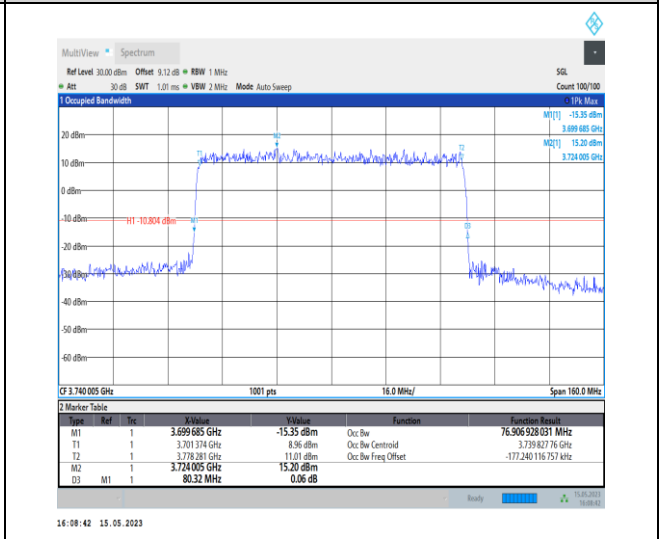 MultiView Spectrum
Ref Level 30.00 dBm Offset 9.12 dB RBW 1 MHz SGL
Att 30 dB SWT 1.01 ms VBW 2 MHz Mode Auto Sweep Count 100/100
1 Occupied Bandwidth 1Pk Max
M1[1] -15.35 dBm
3.699 685 GHz
M2[1] 15.20 dBm
3.724 005 GHz
20 dBm
M2
T1
T2
10 dBm
0 dBm
-10 dBm
H1 -10.804 dBm
M1
D3
-20 dBm
-30 dBm
-40 dBm
-50 dBm
-60 dBm
CF 3.740 005 GHz 1001 pts 16.0 MHz/ Span 160.0 MHz
2 Marker Table
Type Ref Trc X-Value Y-Value Function Function Result
M1 1 3.699 685 GHz -15.35 dBm Occ Bw 76.906 928 031 MHz
T1 1 3.701 374 GHz 8.96 dBm Occ Bw Centroid 3.739 827 76 GHz
T2 1 3.778 281 GHz 11.01 dBm Occ Bw Freq Offset -177.240 116 757 kHz
M2 1 3.724 005 GHz 15.20 dBm
D3 M1 1 80.32 MHz 0.06 dB
Ready 15.05.2023
16:08:42
16:08:42 15.05.2023